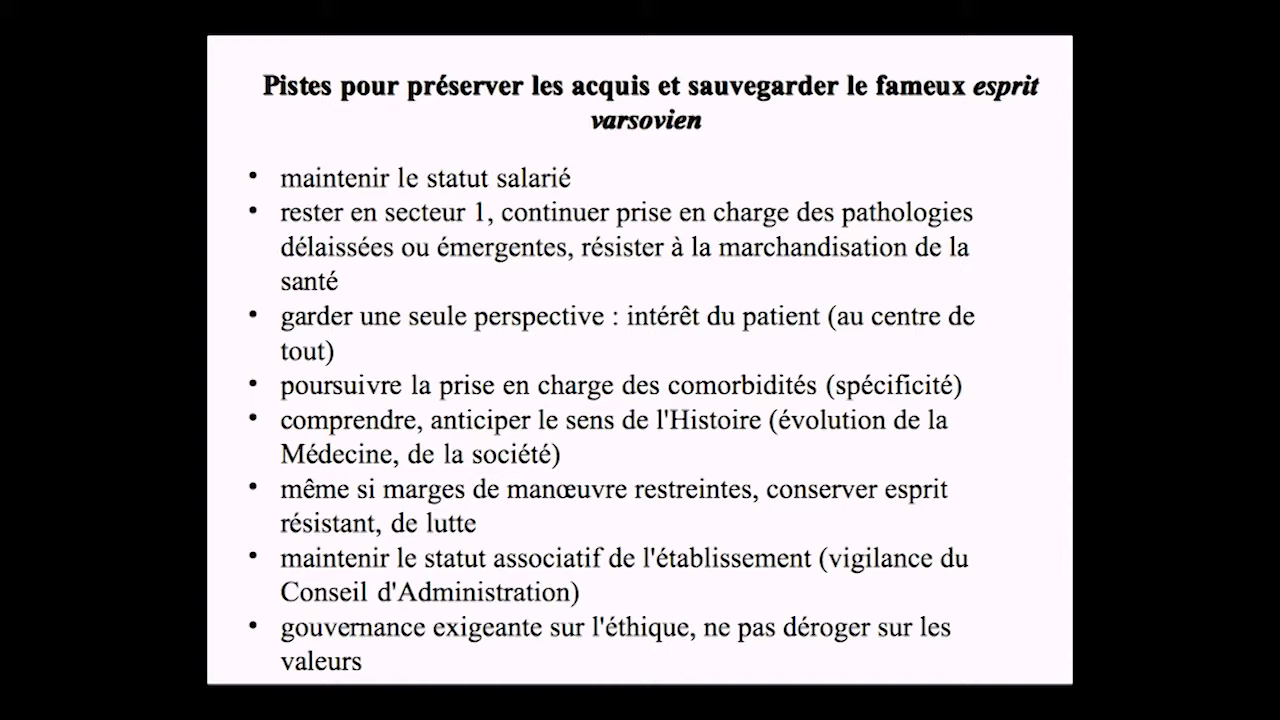 Pistes pour préserver les acquis et sauvegarder le fameux esprit
varsovien
• maintenir le statut salarié
• rester en secteur 1, continuer prise en charge des pathologies
délaissées ou émergentes, résister à la marchandisation de la
santé
• garder une seule perspective : intérêt du patient (au centre de
tout)
• poursuivre la prise en charge des comorbidités (spécificité)
• comprendre, anticiper le sens de l'Histoire (évolution de la
Médecine, de la société)
• même si marges de manœuvre restreintes, conserver esprit
résistant, de lutte
• maintenir le statut associatif de l'établissement (vigilance du
Conseil d'Administration)
• gouvernance exigeante sur l'éthique, ne pas déroger sur les
valeurs